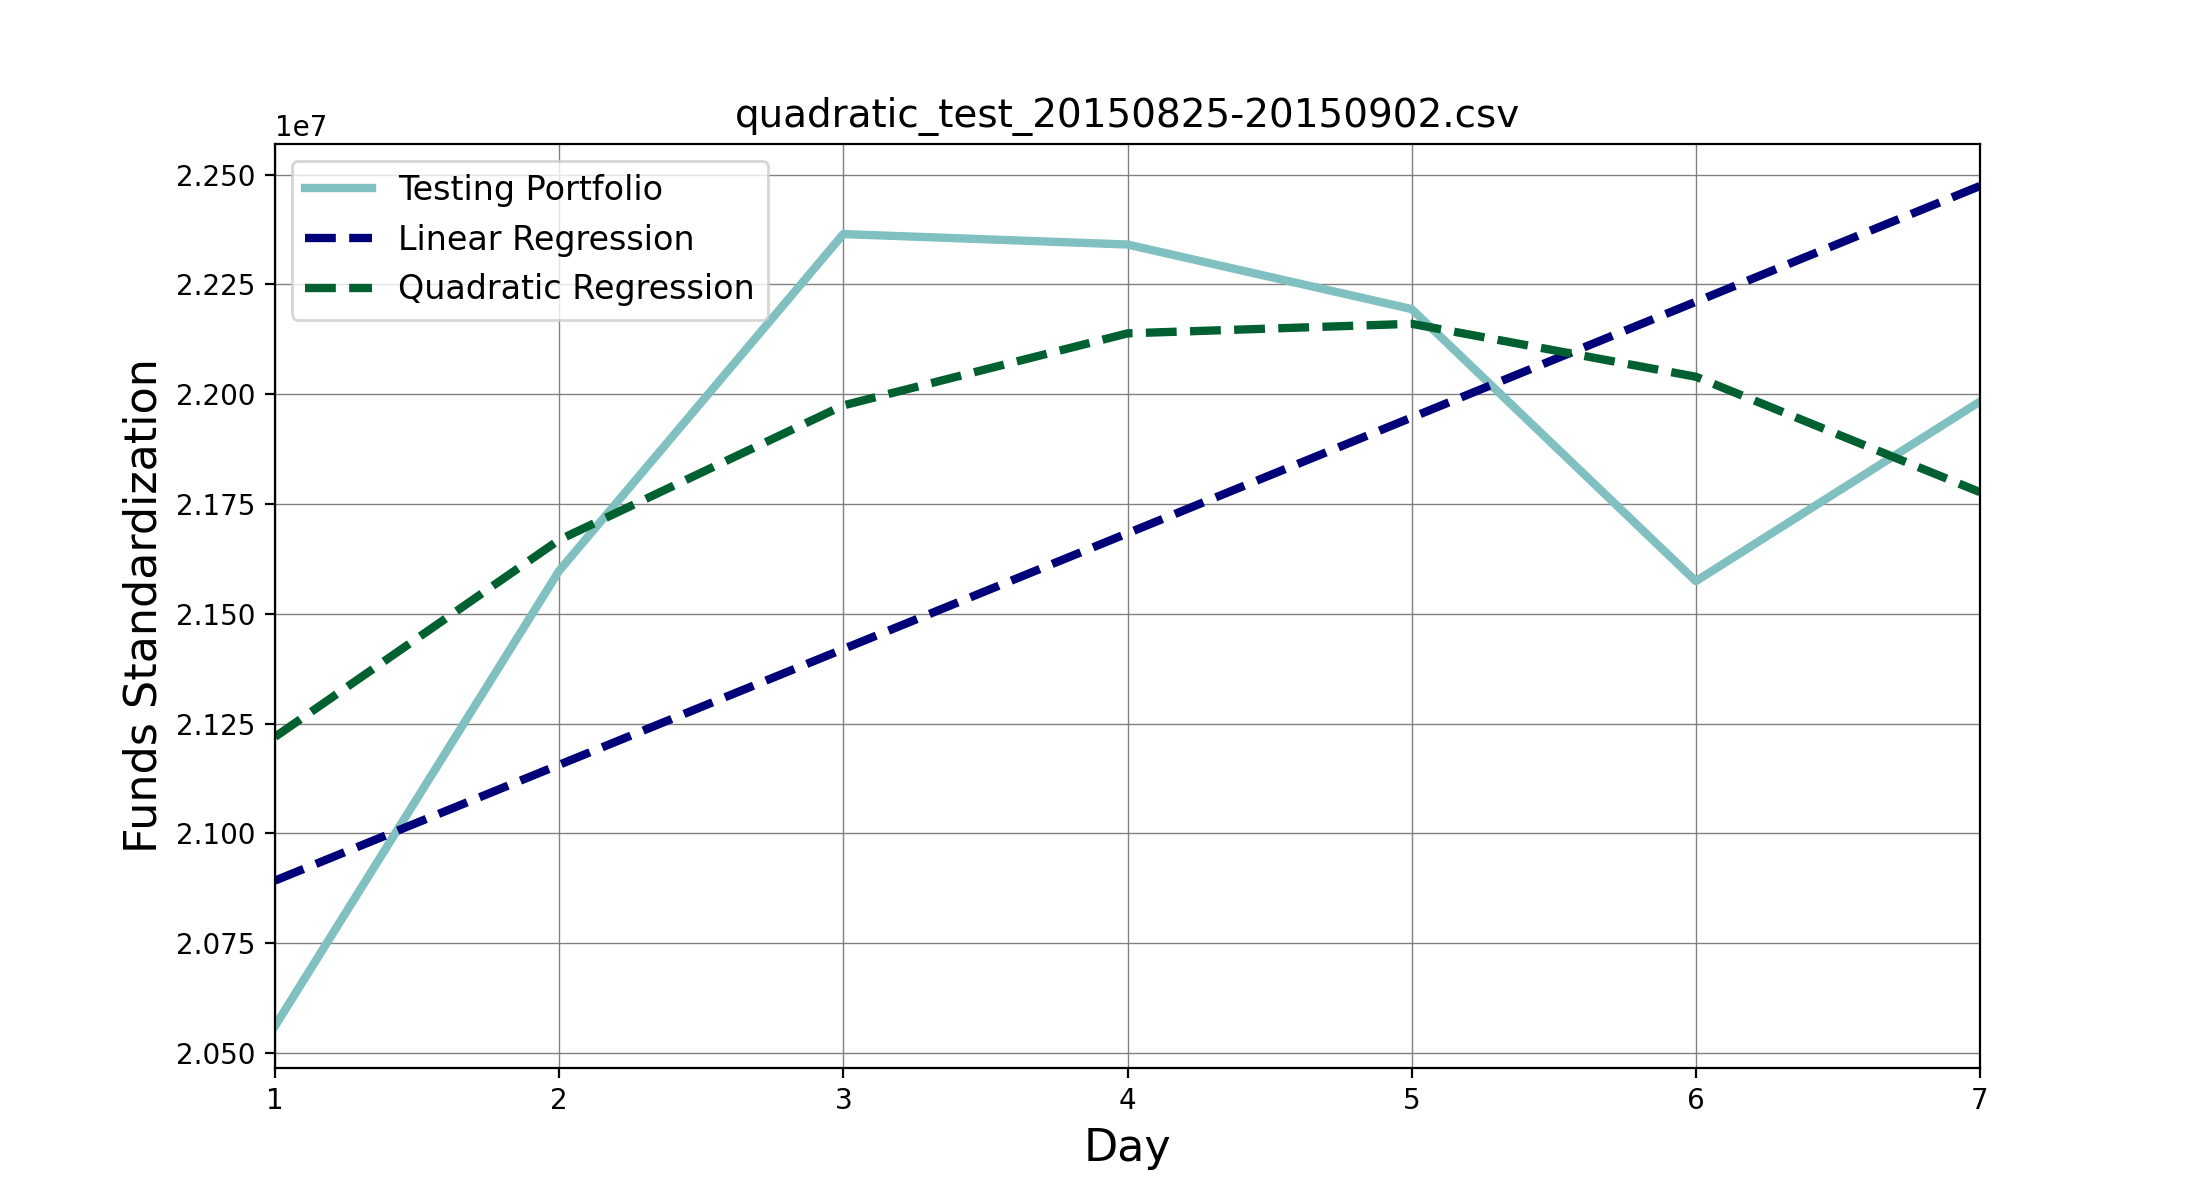 quadratic_test_20150825-20150902.csv
1e7
Testing Portfolio
Linear Regression
Quadratic Regression
Funds Standardization
2.250
2.225
2.200
2.175
2.150
2.125
2.100
2.075
2.050
1 2 3 4 5 6 7
Day